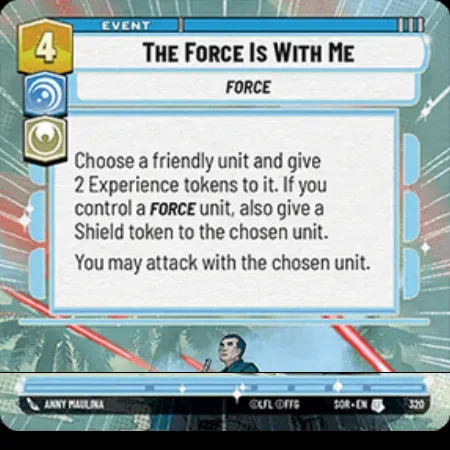 EVENT
4
THE FORCE IS WITH ME
FORCE
Choose a friendly unit and give
2 Experience tokens to it. If you
control a FORCE unit, also give a
Shield token to the chosen unit.
You may attack with the chosen unit.
ANNY MAULINA
©LFL ©FFG
SOR • EN
320